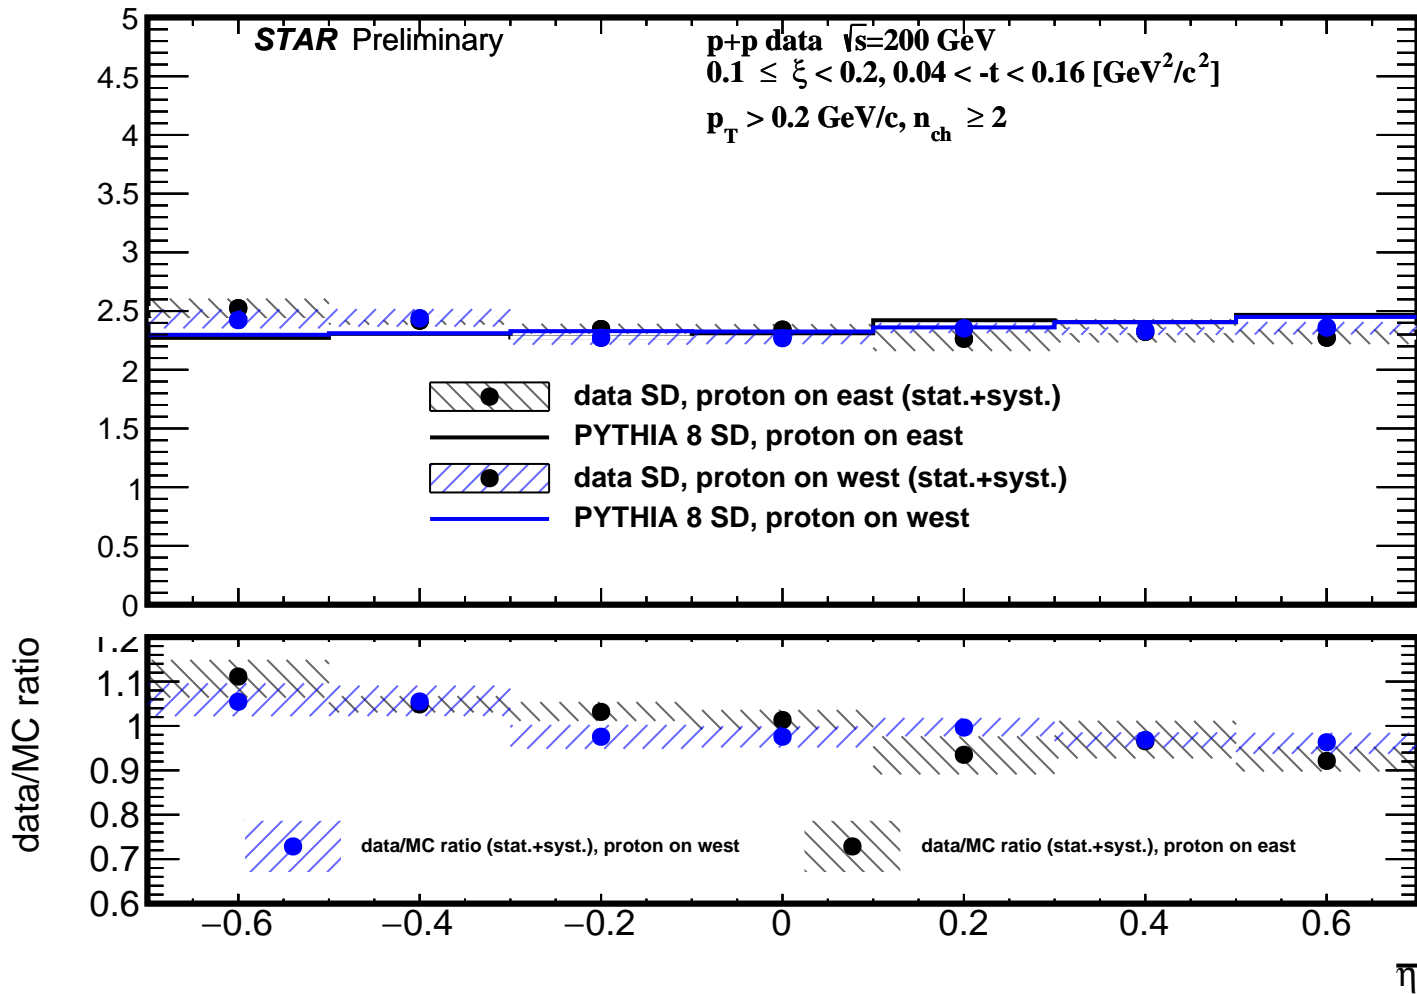 STAR Preliminary
p+p data √s=200 GeV
0.1 ≤ ξ < 0.2, 0.04 < -t < 0.16 [GeV²/c²]
p_T > 0.2 GeV/c, n_ch ≥ 2
5
4.5
4
3.5
3
2.5
2
1.5
1
0.5
0
data SD, proton on east (stat.+syst.)
PYTHIA 8 SD, proton on east
data SD, proton on west (stat.+syst.)
PYTHIA 8 SD, proton on west
data/MC ratio
1.2
1.1
1
0.9
0.8
0.7
0.6
data/MC ratio (stat.+syst.), proton on west
data/MC ratio (stat.+syst.), proton on east
−0.6 −0.4 −0.2 0 0.2 0.4 0.6
η̅